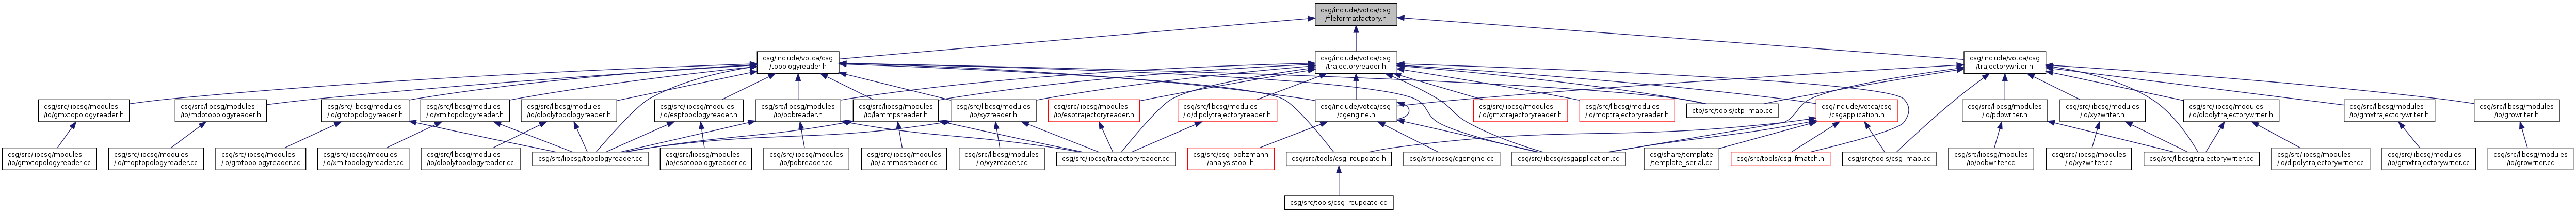 csg/include/votca/csg
/fileformatfactory.h
csg/include/votca/csg
/topologyreader.h
csg/include/votca/csg
/trajectoryreader.h
csg/include/votca/csg
/trajectorywriter.h
csg/src/libcsg/modules
/io/gmxtopologyreader.h
csg/src/libcsg/modules
/io/mdptopologyreader.h
csg/src/libcsg/modules
/io/grotopologyreader.h
csg/src/libcsg/modules
/io/xmltopologyreader.h
csg/src/libcsg/modules
/io/dlpolytopologyreader.h
csg/src/libcsg/modules
/io/esptopologyreader.h
csg/src/libcsg/modules
/io/pdbreader.h
csg/src/libcsg/modules
/io/lammpsreader.h
csg/src/libcsg/modules
/io/xyzreader.h
csg/src/libcsg/modules
/io/esptrajectoryreader.h
csg/src/libcsg/modules
/io/dlpolytrajectoryreader.h
csg/include/votca/csg
/cgengine.h
csg/src/libcsg/modules
/io/gmxtrajectoryreader.h
csg/src/libcsg/modules
/io/mdptrajectoryreader.h
ctp/src/tools/ctp_map.cc
csg/include/votca/csg
/csgapplication.h
csg/src/libcsg/modules
/io/pdbwriter.h
csg/src/libcsg/modules
/io/xyzwriter.h
csg/src/libcsg/modules
/io/dlpolytrajectorywriter.h
csg/src/libcsg/modules
/io/gmxtrajectorywriter.h
csg/src/libcsg/modules
/io/growriter.h
csg/src/libcsg/modules
/io/gmxtopologyreader.cc
csg/src/libcsg/modules
/io/mdptopologyreader.cc
csg/src/libcsg/modules
/io/grotopologyreader.cc
csg/src/libcsg/modules
/io/xmltopologyreader.cc
csg/src/libcsg/modules
/io/dlpolytopologyreader.cc
csg/src/libcsg/topologyreader.cc
csg/src/libcsg/modules
/io/esptopologyreader.cc
csg/src/libcsg/modules
/io/pdbreader.cc
csg/src/libcsg/modules
/io/lammpsreader.cc
csg/src/libcsg/modules
/io/xyzreader.cc
csg/src/libcsg/trajectoryreader.cc
csg/src/csg_boltzmann
/analysistool.h
csg/src/tools/csg_reupdate.h
csg/src/libcsg/cgengine.cc
csg/src/libcsg/csgapplication.cc
csg/share/template
/template_serial.cc
csg/src/tools/csg_fmatch.h
csg/src/tools/csg_map.cc
csg/src/libcsg/modules
/io/pdbwriter.cc
csg/src/libcsg/modules
/io/xyzwriter.cc
csg/src/libcsg/trajectorywriter.cc
csg/src/libcsg/modules
/io/dlpolytrajectorywriter.cc
csg/src/libcsg/modules
/io/gmxtrajectorywriter.cc
csg/src/libcsg/modules
/io/growriter.cc
csg/src/tools/csg_reupdate.cc